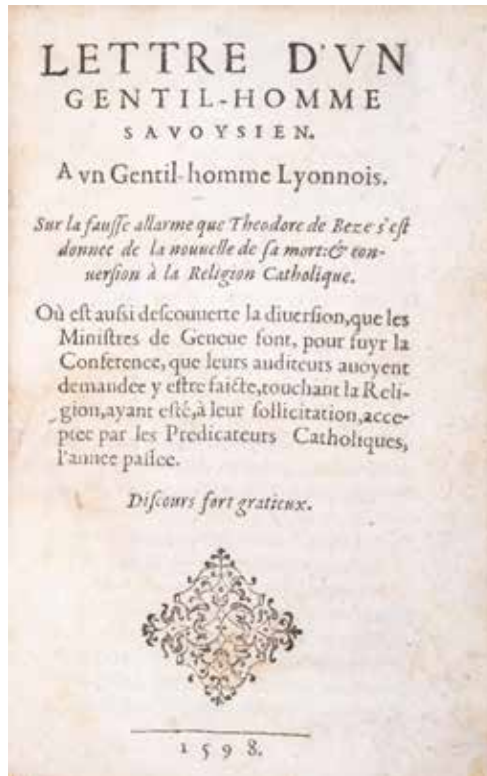 LETTRE D'VN
GENTIL-HOMME
SAVOYSIEN.
A vn Gentil-homme Lyonnois.
Sur la fauſſe allarme que Theodore de Beze s'eſt
donnee de la nouuelle de ſa mort:& con-
uerſion à la Religion Catholique.
Où eſt auſsi deſcouuerte la diuerſion,que les
Miniſtres de Geneue font, pour fuyr la
Conference, que leurs auditeurs auoyent
demandee y eſtre faicte,touchant la Reli-
gion,ayant eſté,à leur ſollicitation,acce-
ptee par les Predicateurs Catholiques,
l'annee paſſee.
Diſcours fort gratieux.
1598.